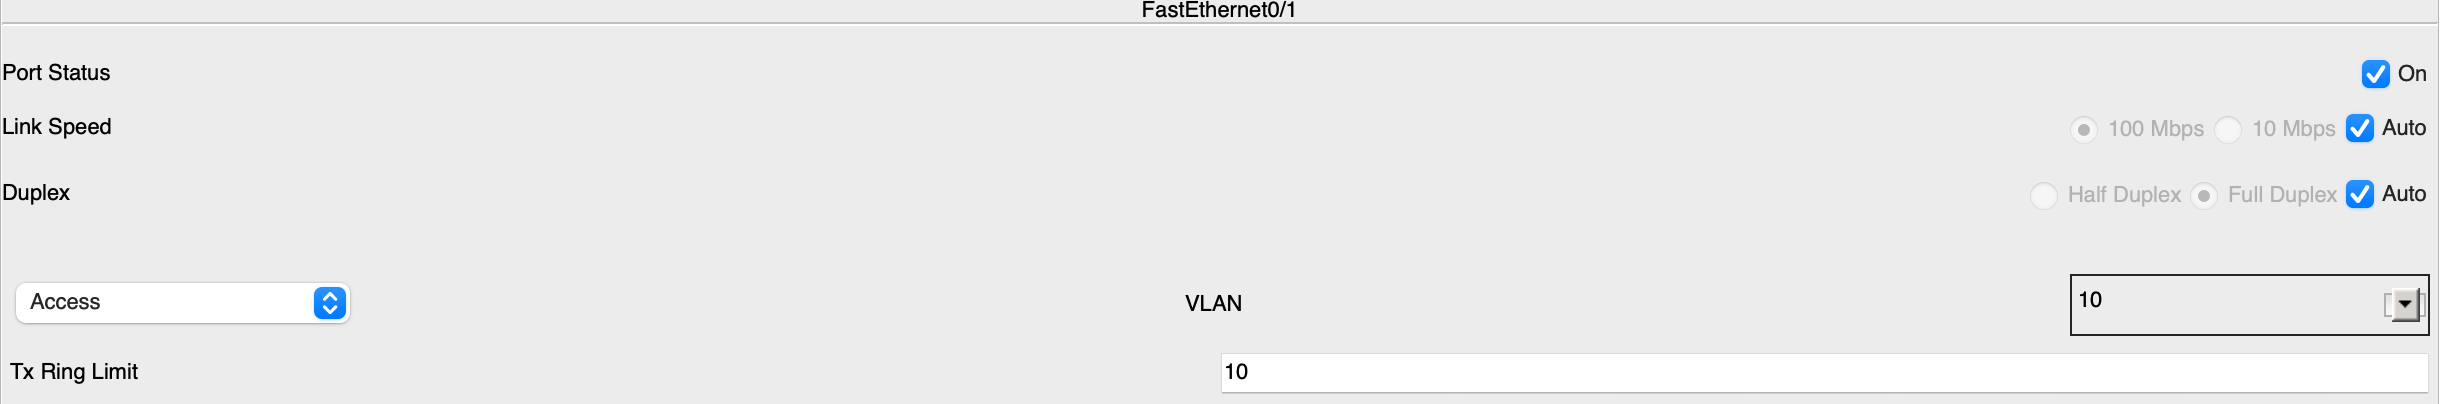 FastEthernet0/1
Port Status On
Link Speed 100 Mbps 10 Mbps Auto
Duplex Half Duplex Full Duplex Auto
Access VLAN 10
Tx Ring Limit 10